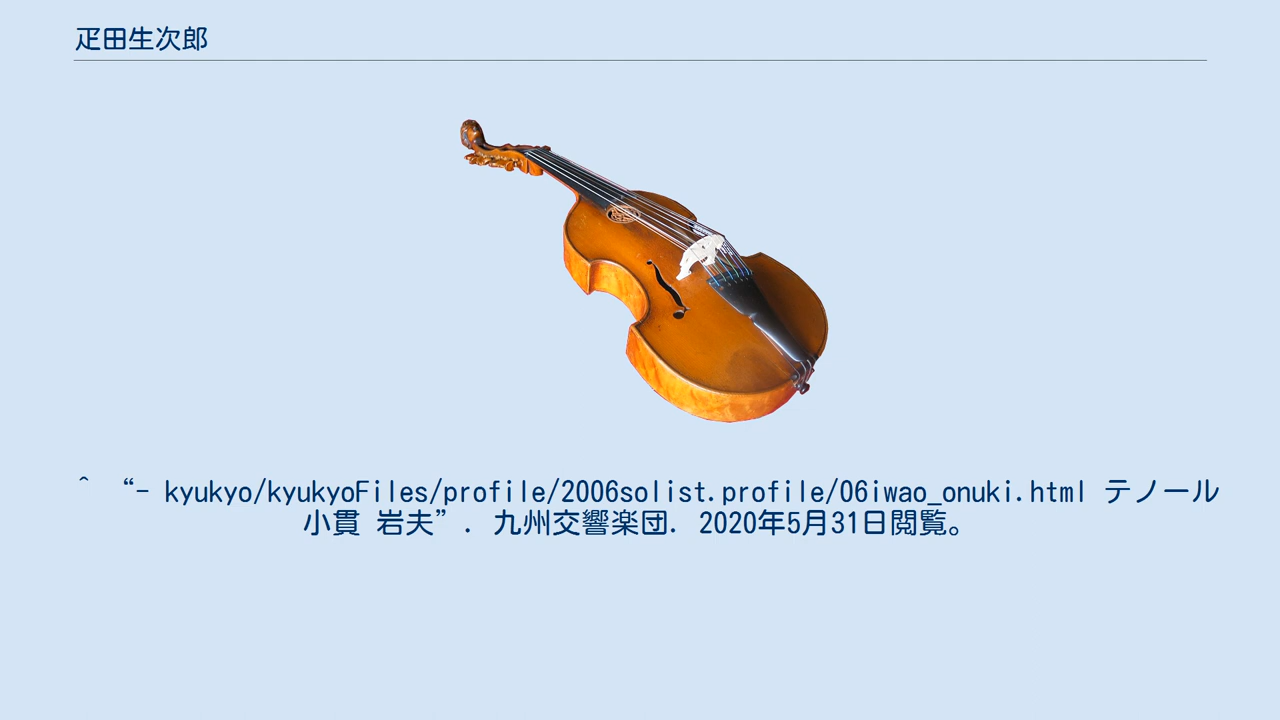 疋田生次郎
^ “- kyukyo/kyukyoFiles/profile/2006solist.profile/06iwao_onuki.html テノール
小貫 岩夫”. 九州交響楽団. 2020年5月31日閲覧。